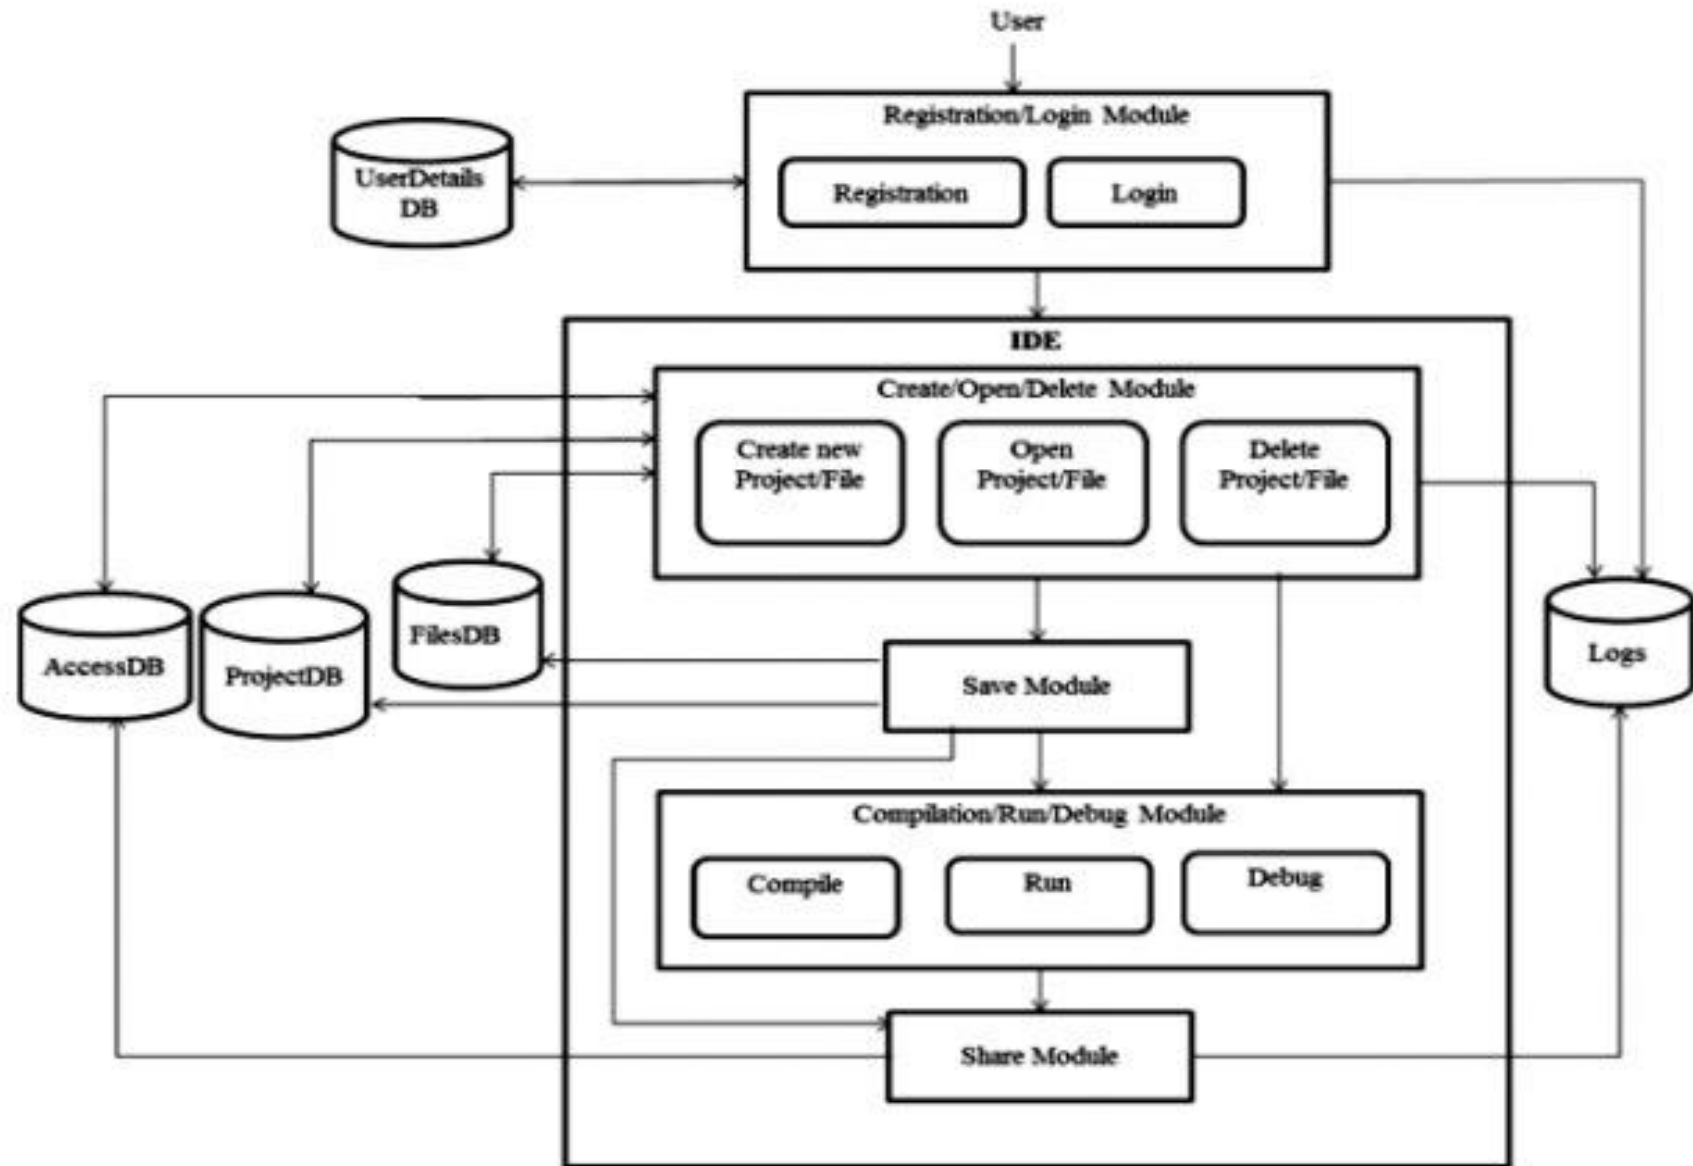 User
Registration/Login Module
UserDetails
DB
Registration
Login
IDE
Create/Open/Delete Module
Create new
Project/File
Open
Project/File
Delete
Project/File
AccessDB
ProjectDB
FilesDB
Save Module
Logs
Compilation/Run/Debug Module
Compile
Run
Debug
Share Module